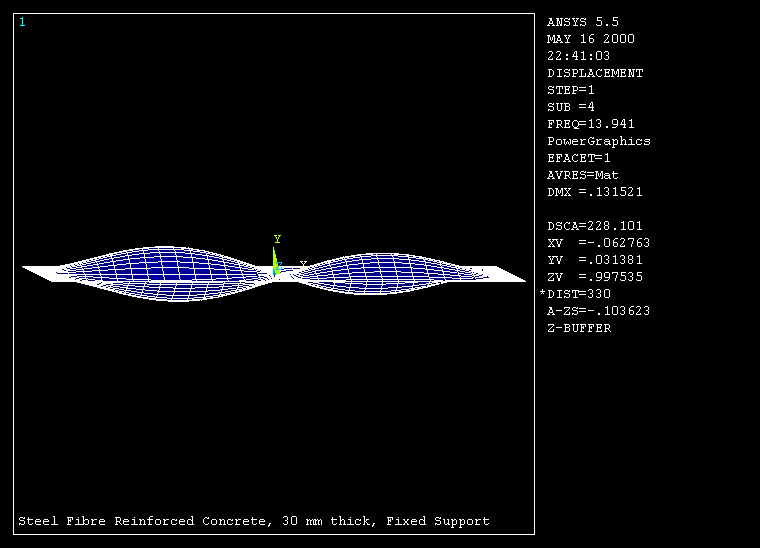 1
ANSYS 5.5
MAY 16 2000
22:41:03
DISPLACEMENT
STEP=1
SUB =4
FREQ=13.941
PowerGraphics
EFACET=1
AVRES=Mat
DMX =.131521
DSCA=228.101
XV =-.062763
YV =.031381
ZV =.997535
*DIST=330
A-ZS=-.103623
Z-BUFFER
Y
X
Steel Fibre Reinforced Concrete, 30 mm thick, Fixed Support